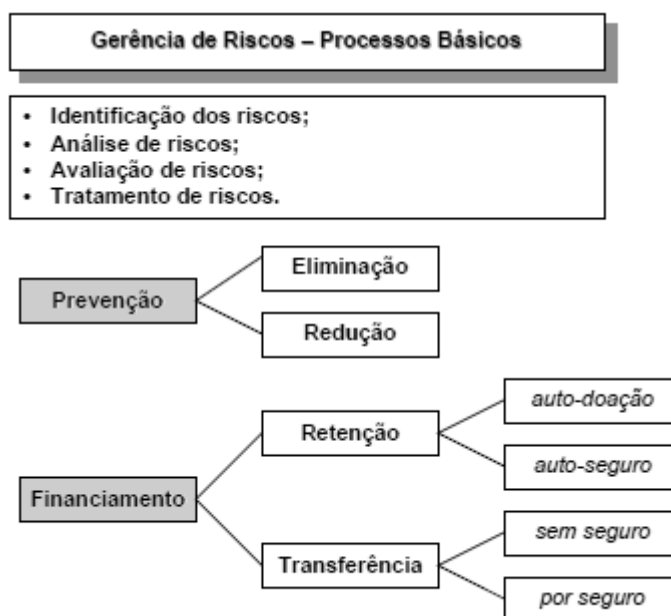 Gerência de Riscos – Processos Básicos
• Identificação dos riscos;
• Análise de riscos;
• Avaliação de riscos;
• Tratamento de riscos.
Prevenção
Eliminação
Redução
Financiamento
Retenção
auto-doação
auto-seguro
Transferência
sem seguro
por seguro